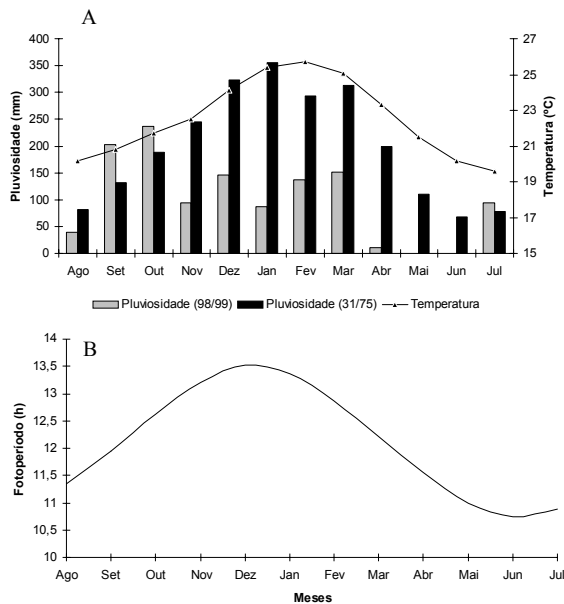 A
400
350
300
250
200
150
100
50
0
Pluviosidade (mm)
27
25
23
21
19
17
15
Temperatura (ºC)
Ago Set Out Nov Dez Jan Fev Mar Abr Mai Jun Jul
Pluviosidade (98/99) Pluviosidade (31/75) Temperatura
B
14
13,5
13
12,5
12
11,5
11
10,5
10
Fotoperíodo (h)
Ago Set Out Nov Dez Jan Fev Mar Abr Mai Jun Jul
Meses